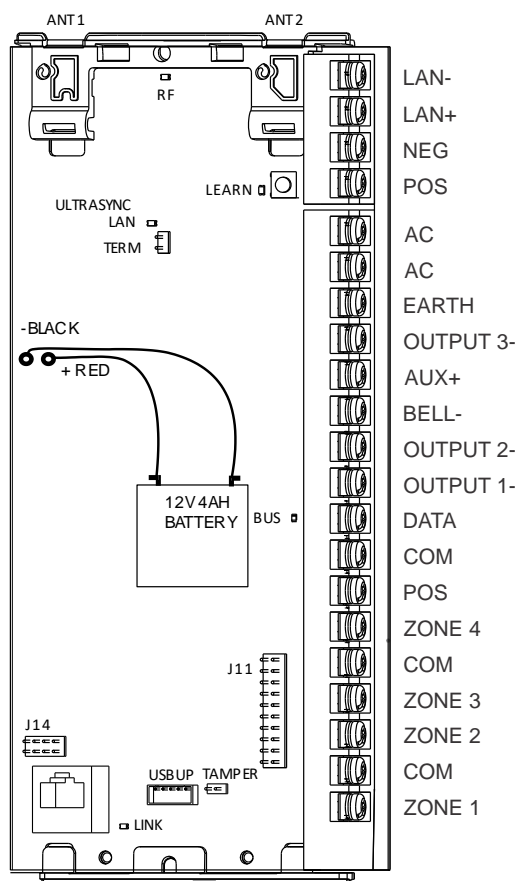 ANT1
ANT2
RF
LEARN
ULTRASYNC
LAN
TERM
-BLACK
+ RED
12V 4AH
BATTERY
BUS
J11
J14
USBUP
TAMPER
LINK
LAN-
LAN+
NEG
POS
AC
AC
EARTH
OUTPUT 3-
AUX+
BELL-
OUTPUT 2-
OUTPUT 1-
DATA
COM
POS
ZONE 4
COM
ZONE 3
ZONE 2
COM
ZONE 1